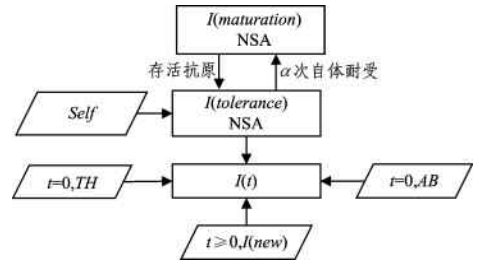 I(maturation)
NSA
存活抗原
α次自体耐受
Self
I(tolerance)
NSA
t=0,TH
I(t)
t=0,AB
t≥0,I(new)